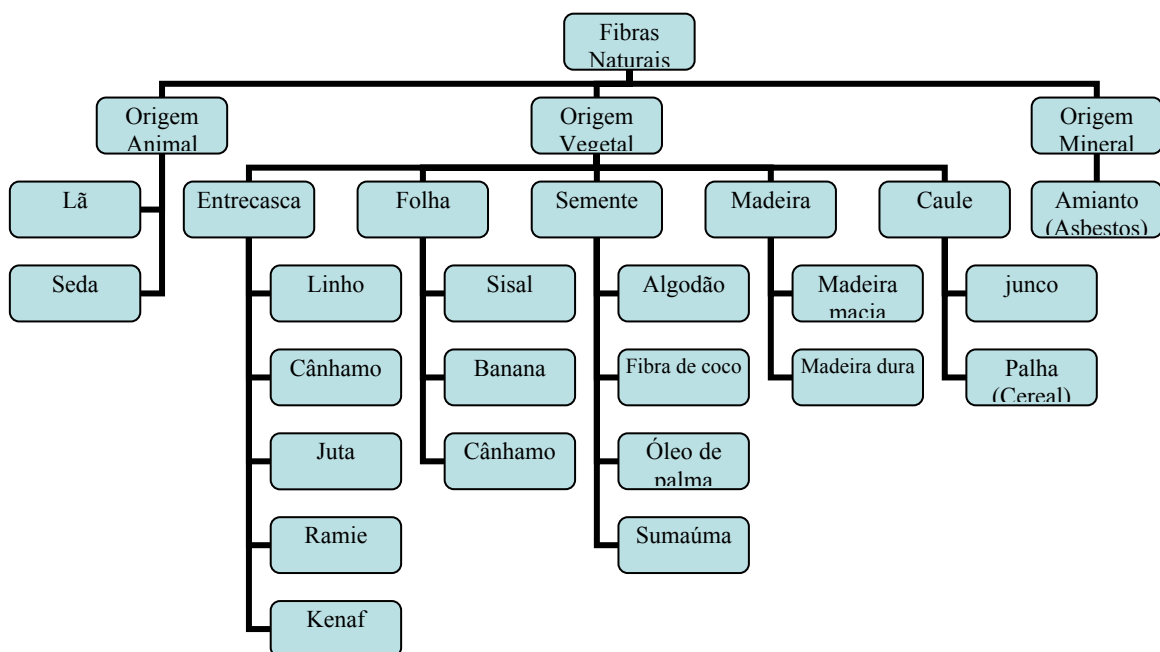 Fibras
Naturais
Origem
Animal
Origem
Vegetal
Origem
Mineral
Lã
Entrecasca
Folha
Semente
Madeira
Caule
Amianto
(Asbestos)
Seda
Linho
Sisal
Algodão
Madeira
macia
junco
Cânhamo
Banana
Fibra de coco
Madeira dura
Palha
(Cereal)
Juta
Cânhamo
Óleo de
palma
Ramie
Sumaúma
Kenaf